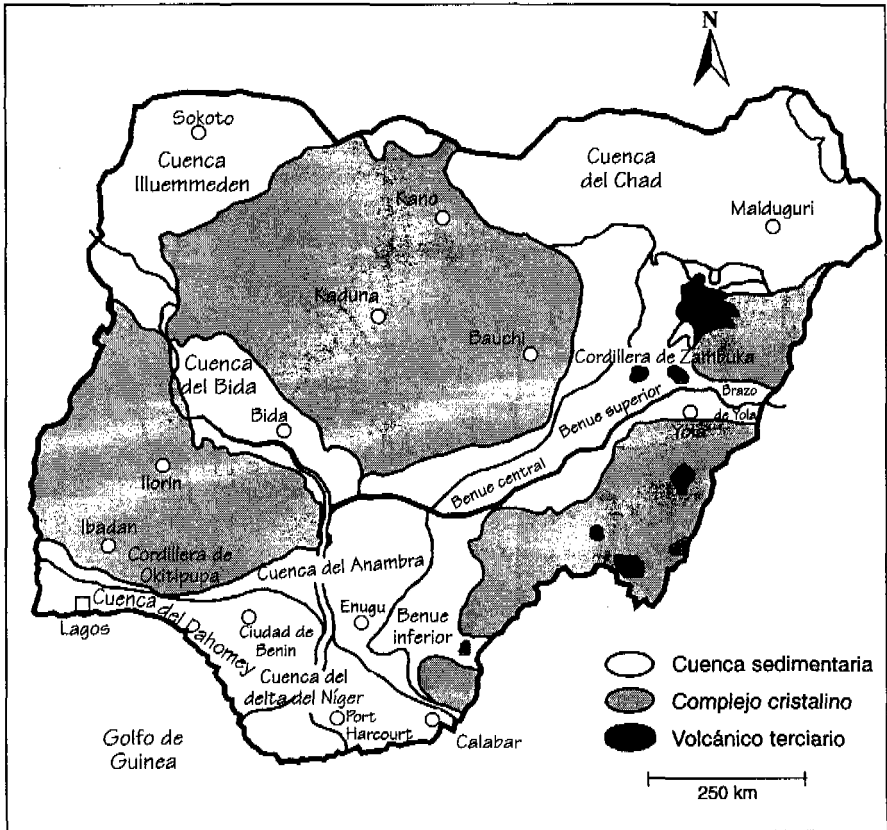 N
Sokoto
Cuenca
Illuemmeden
Kano
Cuenca
del Chad
Malduguri
Kaduna
Bauchi
Cordillera de Zambuka
Cuenca
del Bida
Bida
Benue superior
Brazo
de Yola
Yola
Benue central
Ilorin
Ibadan
Cordillera de
Okitipupa
Cuenca del Anambra
Cuenca del Dahomey
Lagos
Enugu
Ciudad de
Benin
Benue
inferior
Cuenca del
delta del Níger
Port
Harcourt
Calabar
Golfo de
Guinea
Cuenca sedimentaria
Complejo cristalino
Volcánico terciario
250 km